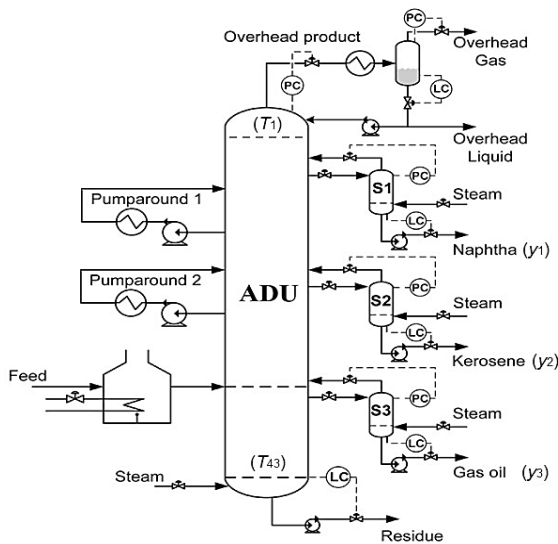 PC
Overhead product
Overhead
Gas
PC
LC
(T1)
Overhead
Liquid
PC
S1
Steam
LC
Naphtha (y1)
Pumparound 1
PC
S2
Steam
LC
Kerosene (y2)
Pumparound 2
ADU
PC
S3
Steam
LC
Gas oil (y3)
Feed
(T43)
Steam
LC
Residue